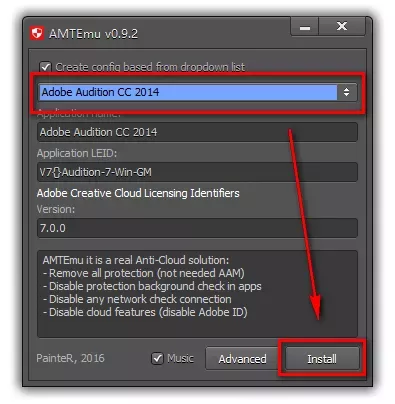 AMTEmu v0.9.2
Create config based from dropdown list
Adobe Audition CC 2014
Application name:
Adobe Audition CC 2014
Application LEID:
V7{}Audition-7-Win-GM
Adobe Creative Cloud Licensing Identifiers
Version:
7.0.0
AMTEmu it is a real Anti-Cloud solution:
- Remove all protection (not needed AAM)
- Disable protection background check in apps
- Disable any network check connection
- Disable cloud features (disable Adobe ID)
PainteR, 2016 Music Advanced Install